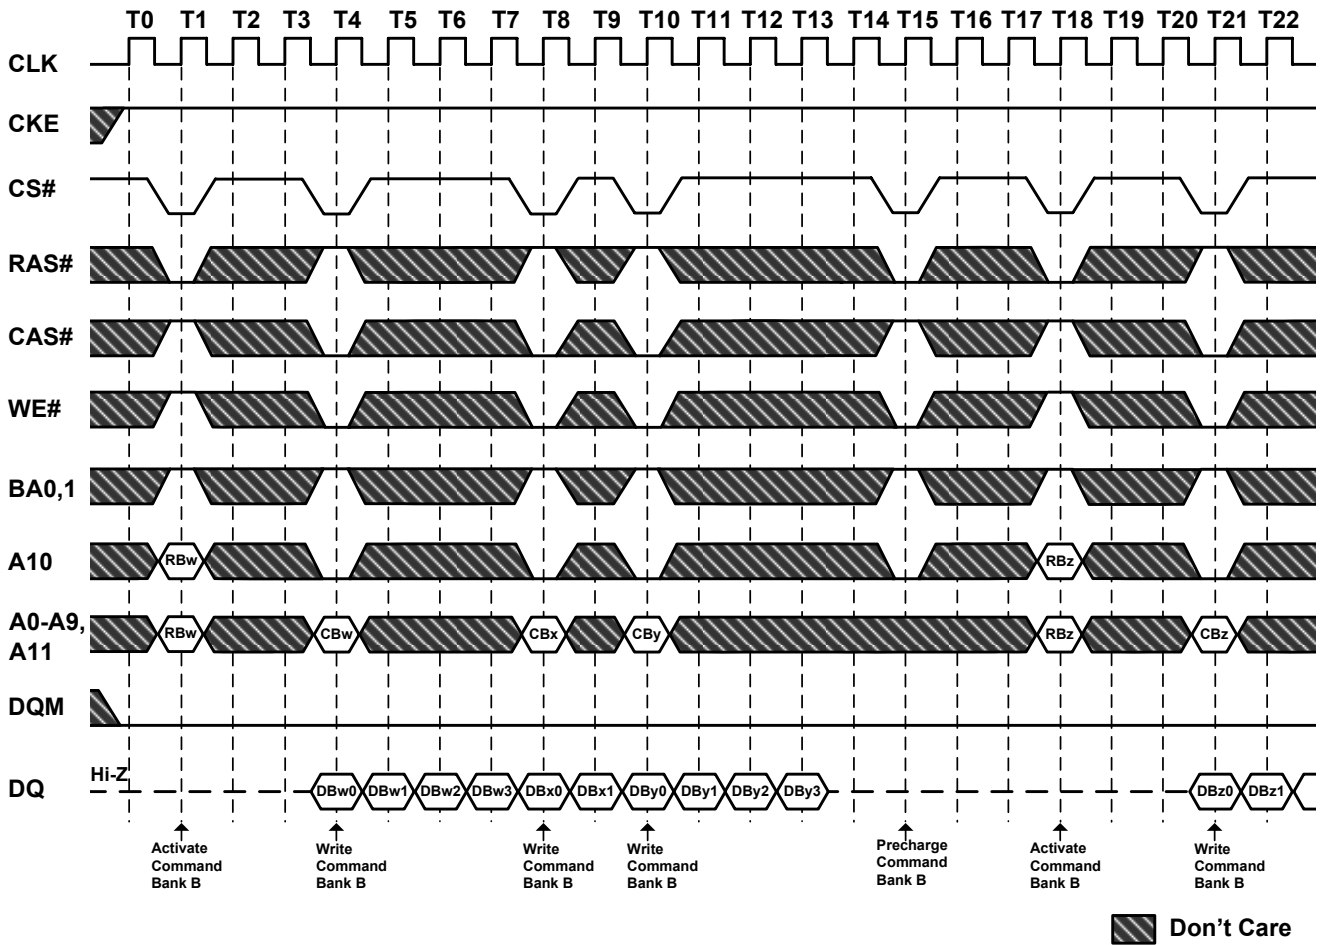 T0 T1 T2 T3 T4 T5 T6 T7 T8 T9 T10 T11 T12 T13 T14 T15 T16 T17 T18 T19 T20 T21 T22
CLK
CKE
CS#
RAS#
CAS#
WE#
BA0,1
A10 RBw RBz
A0-A9,
A11
RBw CBw CBx CBy RBz CBz
DQM
Hi-Z
DQ DBw0 DBw1 DBw2 DBw3 DBx0 DBx1 DBy0 DBy1 DBy2 DBy3 DBz0 DBz1
Activate
Command
Bank B
Write
Command
Bank B
Write
Command
Bank B
Write
Command
Bank B
Precharge
Command
Bank B
Activate
Command
Bank B
Write
Command
Bank B
Don't Care